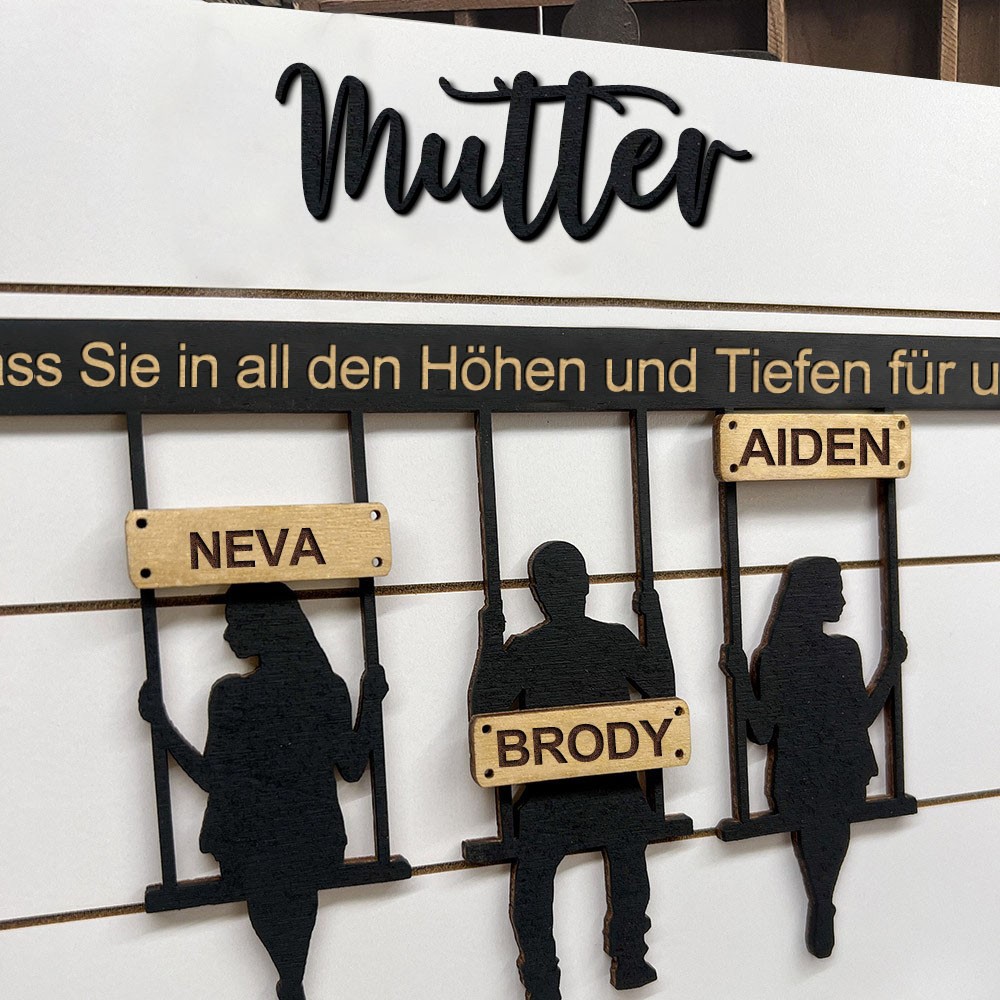 Mutter
ass Sie in all den Höhen und Tiefen für u
AIDEN
NEVA
BRODY